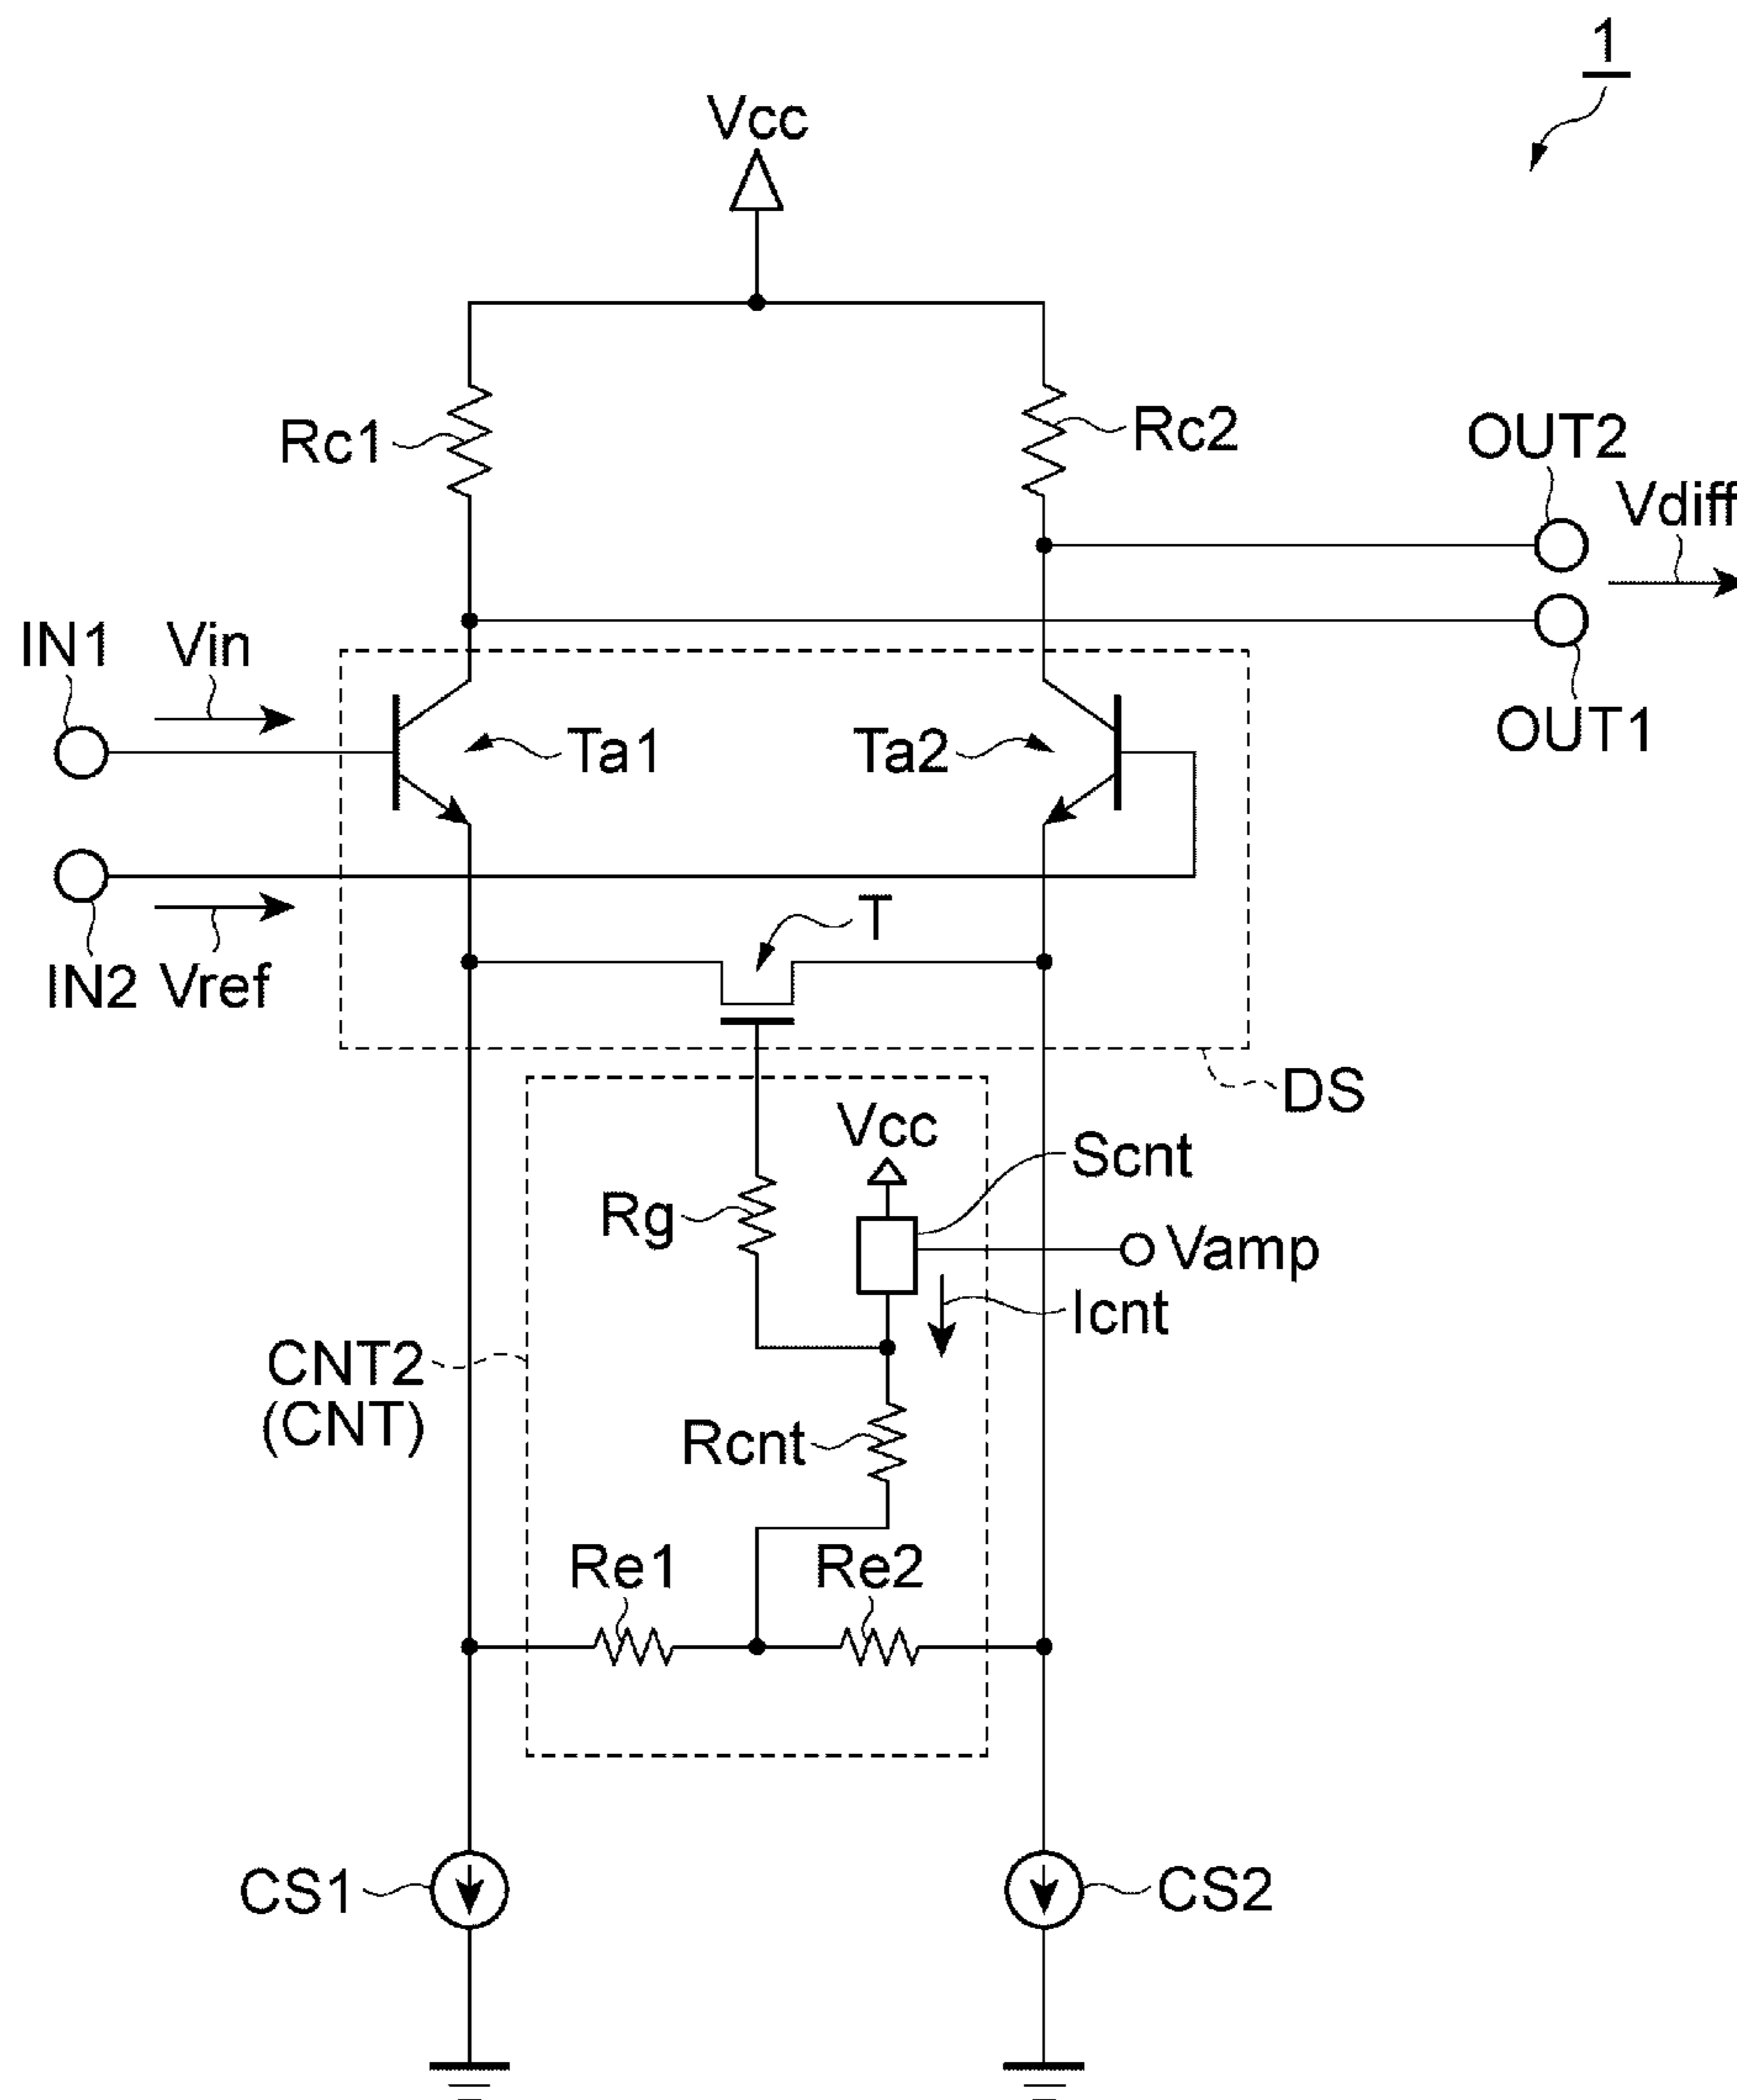 1
Vcc
Rc1
Rc2
OUT2
Vdiff
IN1
Vin
Ta1
Ta2
OUT1
T
IN2
Vref
DS
Vcc
Scnt
Rg
Vamp
Icnt
CNT2
(CNT)
Rcnt
Re1
Re2
CS1
CS2